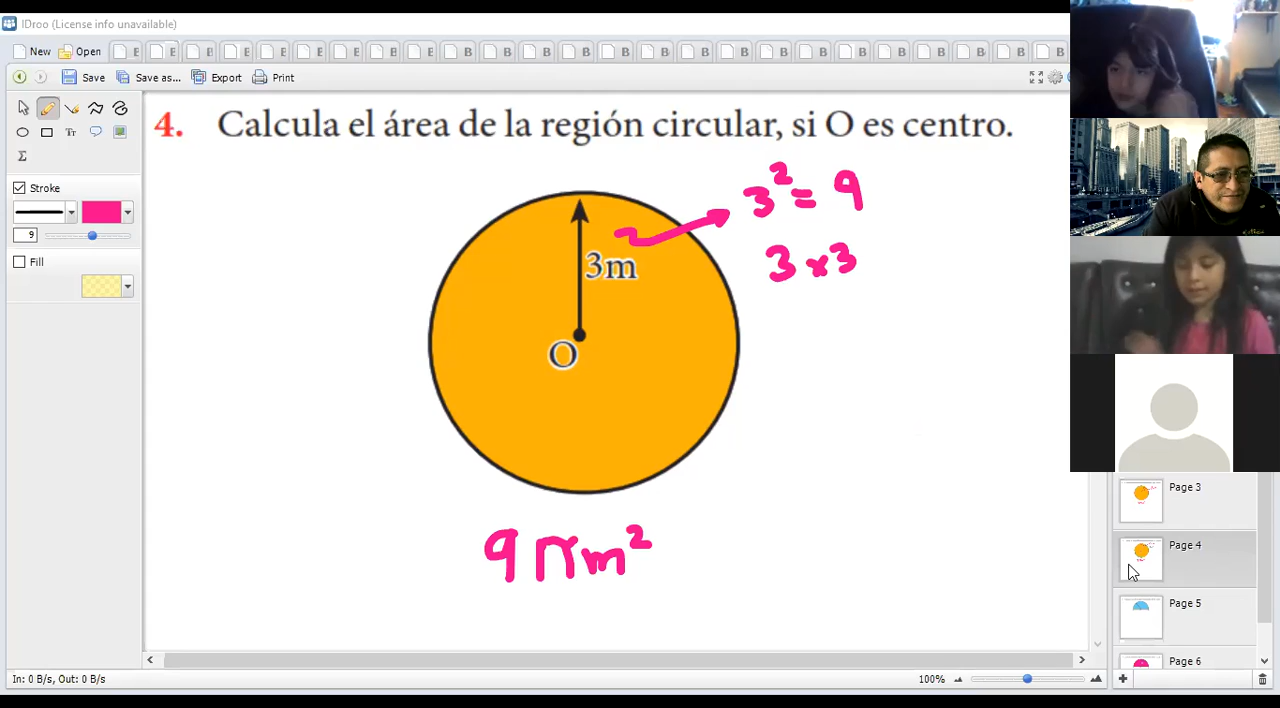 IDroo (License info unavailable)
New Open E E B B E E E B E B B B B B B B B B B B B B B B
Save Save as... Export Print
4. Calcula el área de la región circular, si O es centro.
3² = 9
3 x 3
3m
O
9πm²
Tт
Σ
Stroke
9
Fill
Page 3
Page 4
Page 5
Page 6
In: 0 B/s, Out: 0 B/s
100%